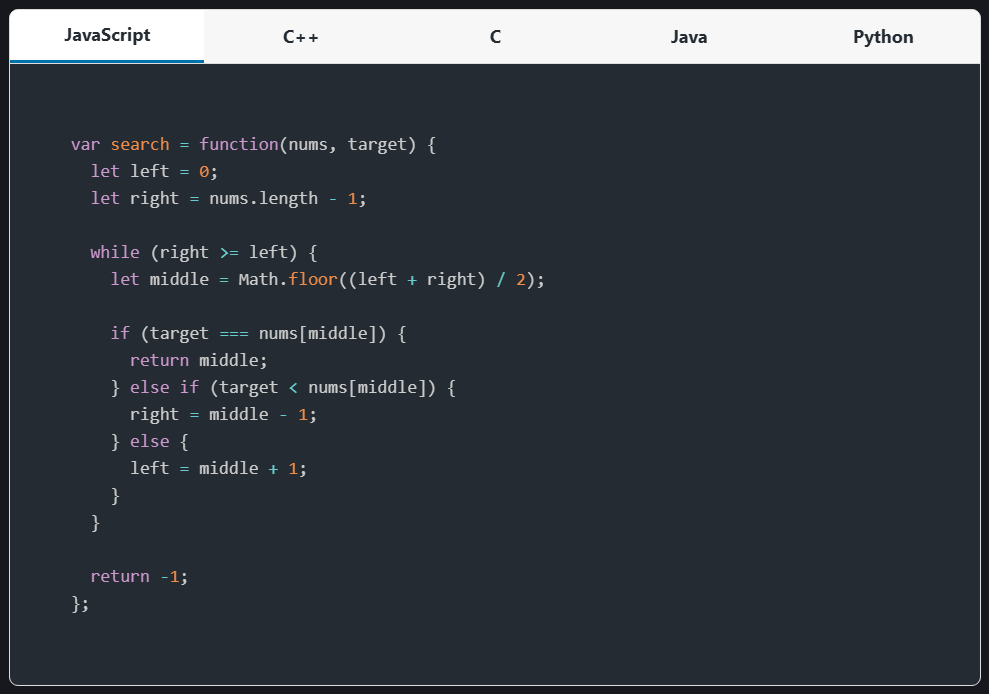 JavaScript C++ C Java Python
var search = function(nums, target) {
  let left = 0;
  let right = nums.length - 1;

  while (right >= left) {
    let middle = Math.floor((left + right) / 2);

    if (target === nums[middle]) {
      return middle;
    } else if (target < nums[middle]) {
      right = middle - 1;
    } else {
      left = middle + 1;
    }
  }

  return -1;
};